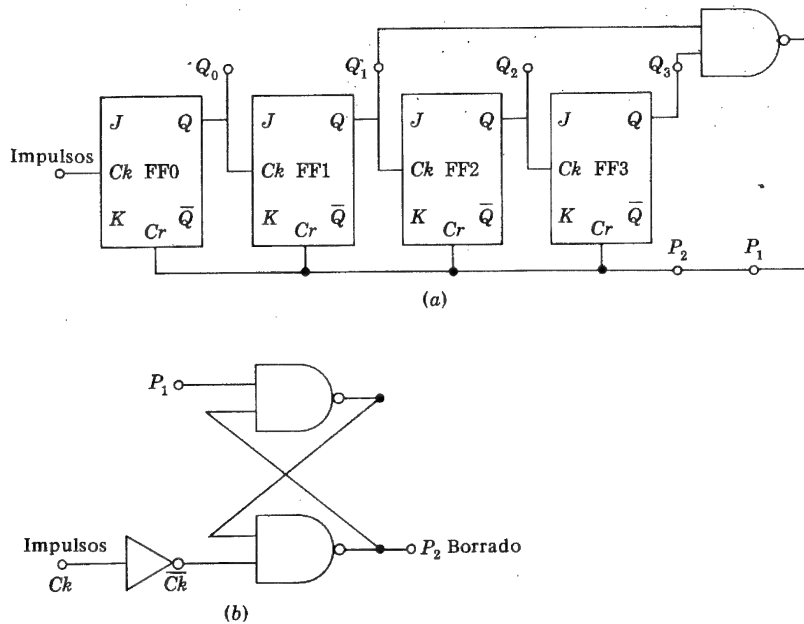 Q0 Q1 Q2 Q3
J Q J Q J Q J Q
Impulsos
Ck FF0 Ck FF1 Ck FF2 Ck FF3
K Q̅ K Q̅ K Q̅ K Q̅
Cr Cr Cr Cr
P2 P1
(a)
P1
Impulsos
Ck C̅k̅
P2 Borrado
(b)